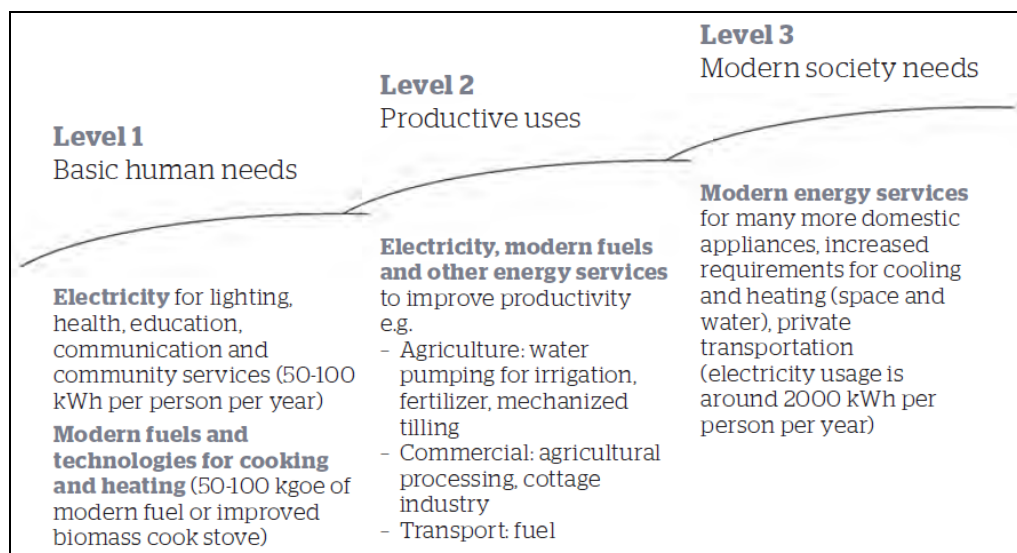 Level 1
Basic human needs
Electricity for lighting,
health, education,
communication and
community services (50-100
kWh per person per year)
Modern fuels and
technologies for cooking
and heating (50-100 kgoe of
modern fuel or improved
biomass cook stove)
Level 2
Productive uses
Electricity, modern fuels
and other energy services
to improve productivity
e.g.
- Agriculture: water
pumping for irrigation,
fertilizer, mechanized
tilling
- Commercial: agricultural
processing, cottage
industry
- Transport: fuel
Level 3
Modern society needs
Modern energy services
for many more domestic
appliances, increased
requirements for cooling
and heating (space and
water), private
transportation
(electricity usage is
around 2000 kWh per
person per year)